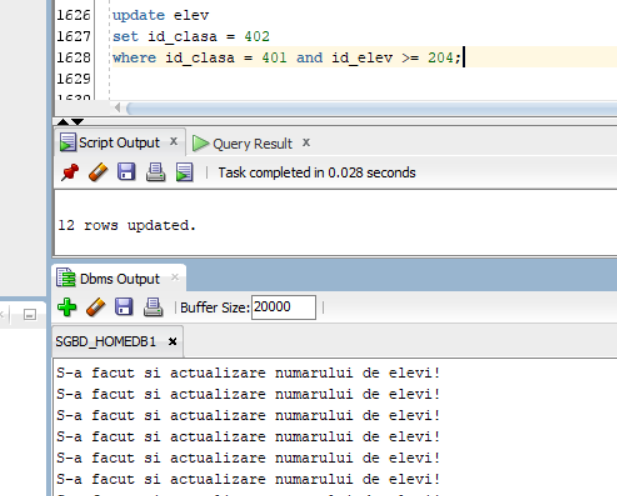 1626 update elev
1627 set id_clasa = 402
1628 where id_clasa = 401 and id_elev >= 204;
1629
Script Output x Query Result x
Task completed in 0.028 seconds
12 rows updated.
Dbms Output x
Buffer Size: 20000
SGBD_HOMEDB1 x
S-a facut si actualizare numarului de elevi!
S-a facut si actualizare numarului de elevi!
S-a facut si actualizare numarului de elevi!
S-a facut si actualizare numarului de elevi!
S-a facut si actualizare numarului de elevi!
S-a facut si actualizare numarului de elevi!